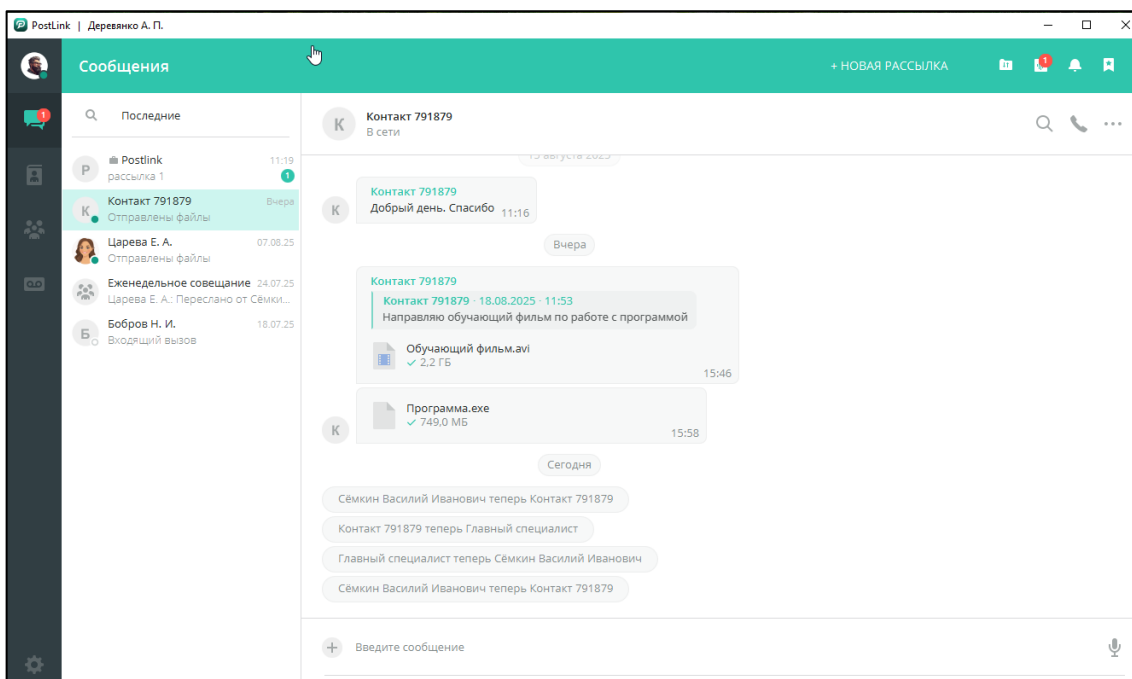 PostLink | Деревянко А. П.
Сообщения
+ НОВАЯ РАССЫЛКА
1
1
Последние
P
Postlink
11:19
рассылка 1
1
К
Контакт 791879
Вчера
Отправлены файлы
Царева Е. А.
07.08.25
Отправлены файлы
Еженедельное совещание
24.07.25
Царева Е. А.: Переслано от Сёмки...
Б
Бобров Н. И.
18.07.25
Входящий вызов
К
Контакт 791879
В сети
15 августа 2025
Контакт 791879
К
Добрый день. Спасибо
11:16
Вчера
Контакт 791879
Контакт 791879 · 18.08.2025 · 11:53
Направляю обучающий фильм по работе с программой
Обучающий фильм.avi
2,2 ГБ
15:46
Программа.exe
749,0 МБ
К
15:58
Сегодня
Сёмкин Василий Иванович теперь Контакт 791879
Контакт 791879 теперь Главный специалист
Главный специалист теперь Сёмкин Василий Иванович
Сёмкин Василий Иванович теперь Контакт 791879
Введите сообщение